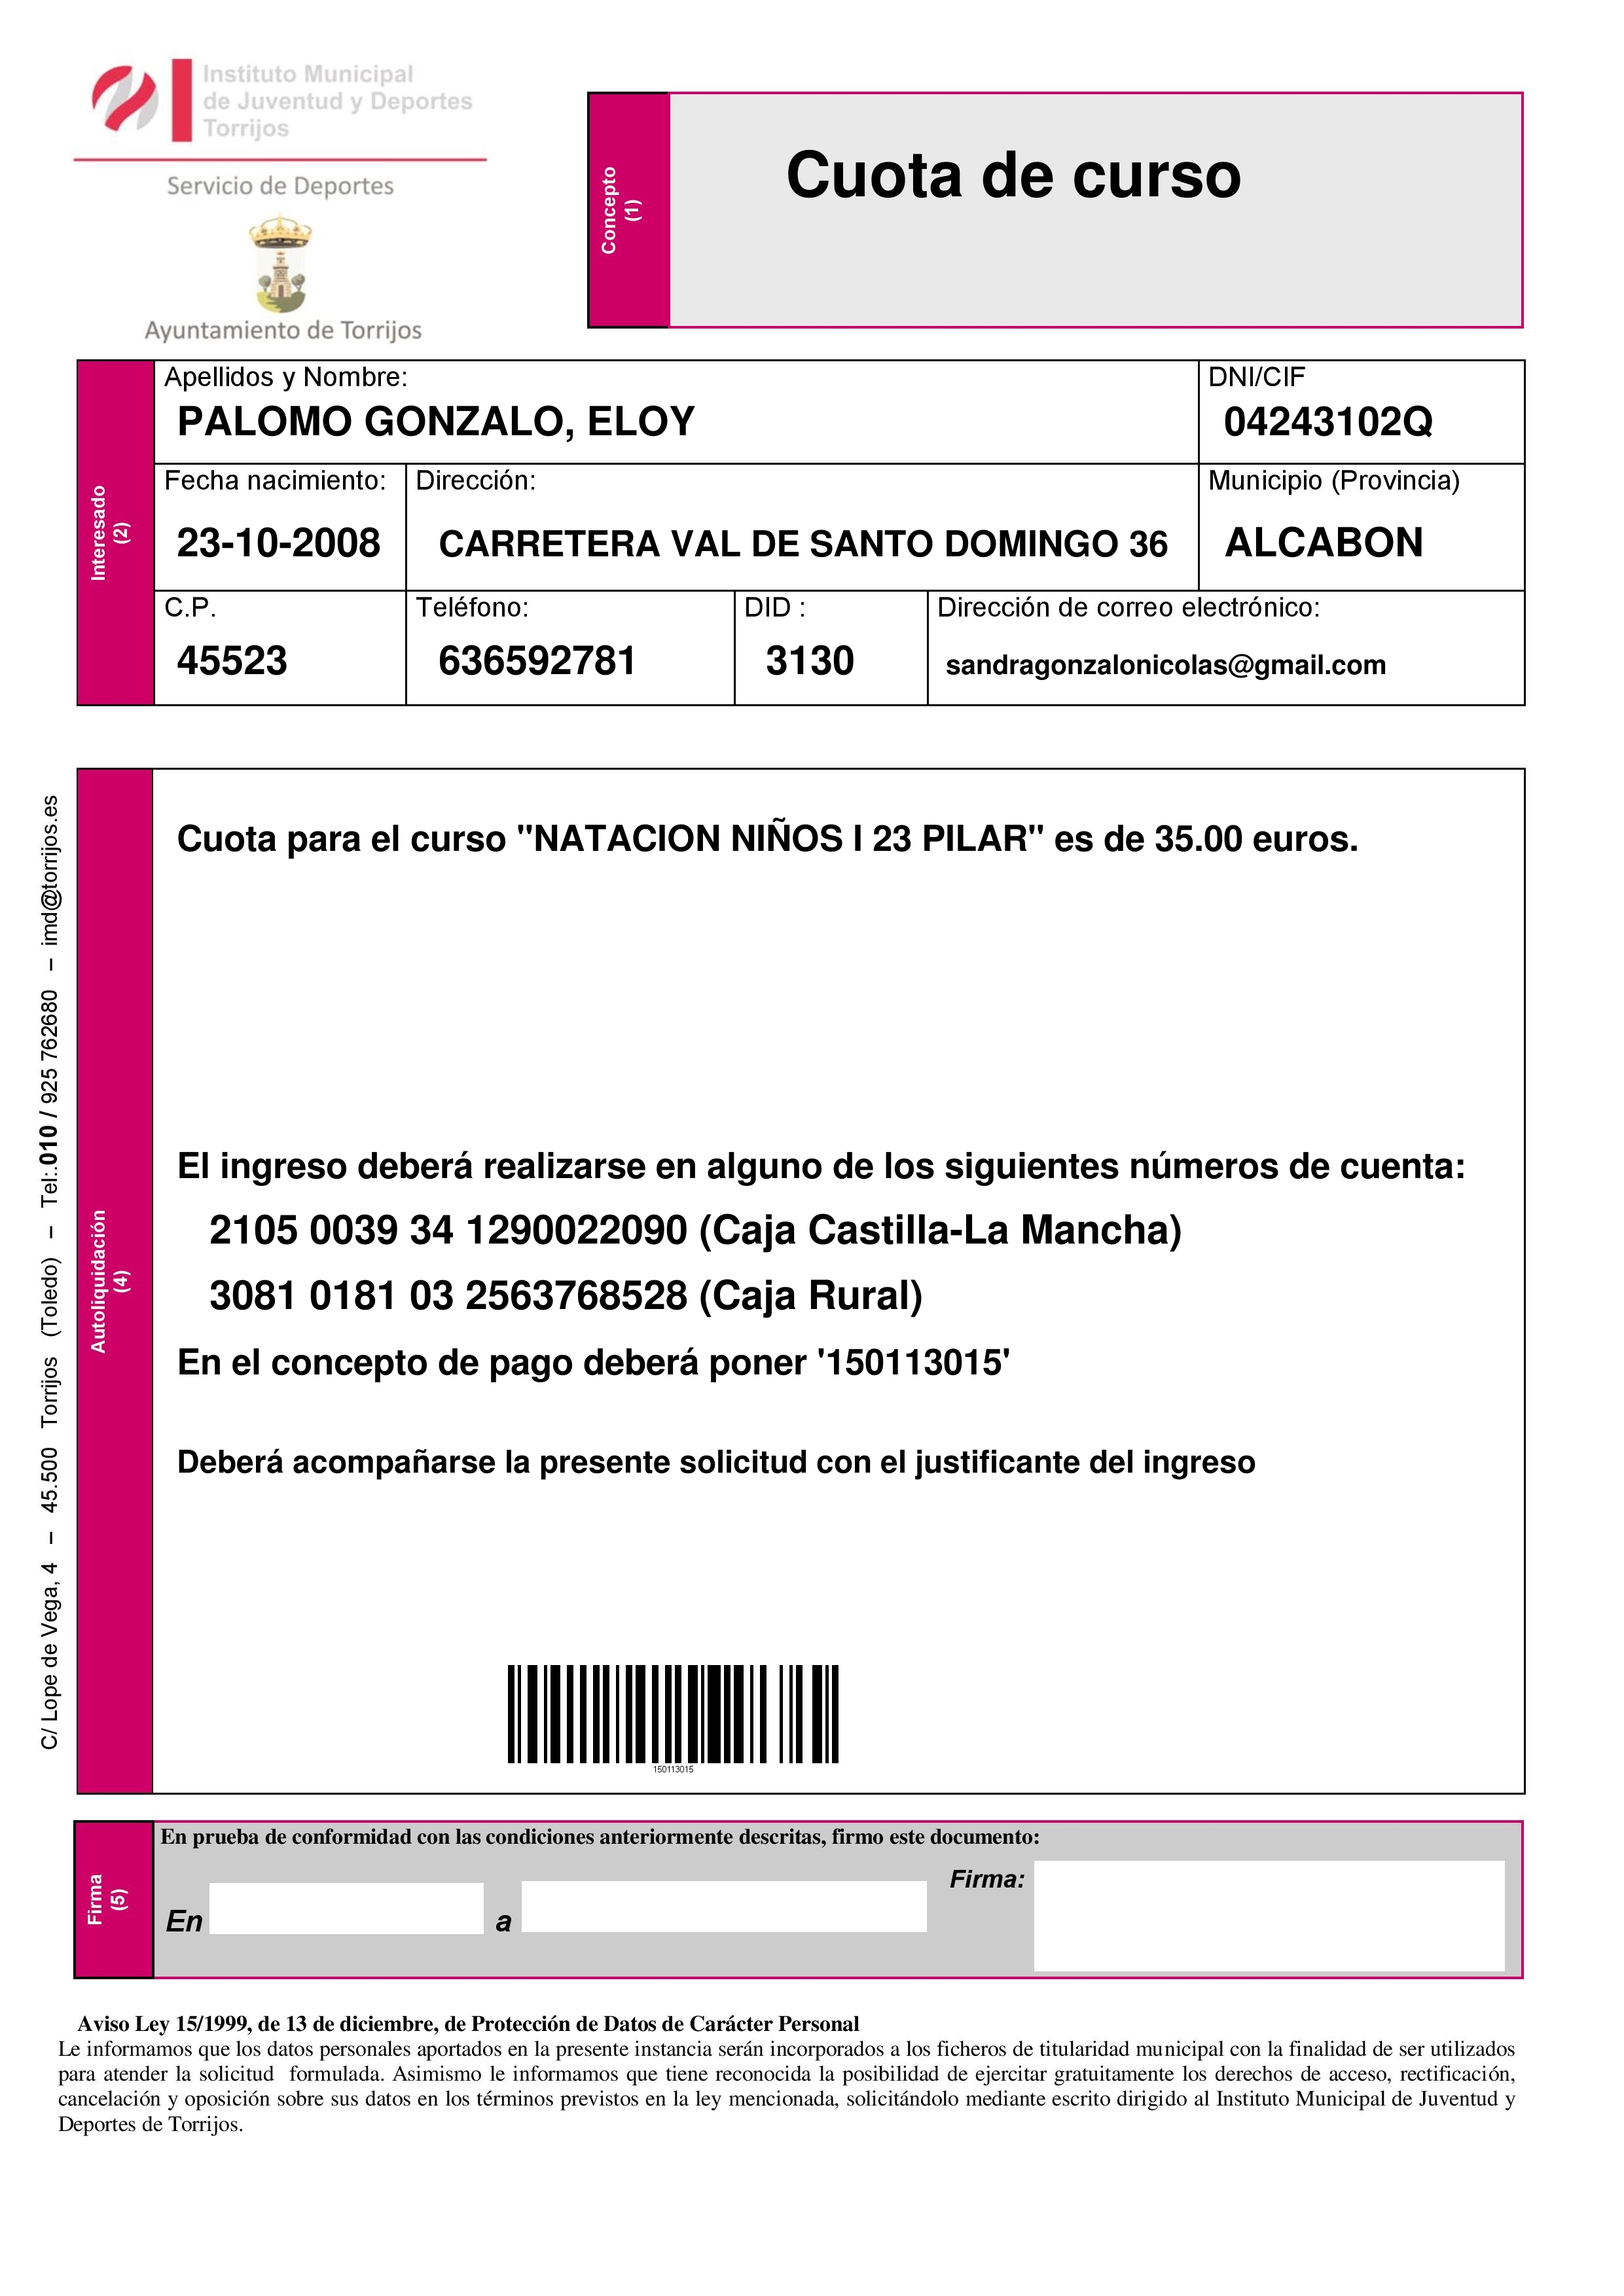 Instituto Municipal
de Juventud y Deportes
Torrijos
Servicio de Deportes
Ayuntamiento de Torrijos
Concepto
(1)
Cuota de curso
Interesado
(2)
Apellidos y Nombre:
PALOMO GONZALO, ELOY
DNI/CIF
04243102Q
Fecha nacimiento:
23-10-2008
Dirección:
CARRETERA VAL DE SANTO DOMINGO 36
Municipio (Provincia)
ALCABON
C.P.
45523
Teléfono:
636592781
DID :
3130
Dirección de correo electrónico:
sandragonzalonicolas@gmail.com
C/ Lope de Vega, 4 – 45.500 Torrijos (Toledo) – Tel:.010 / 925 762680 – imd@torrijos.es
Autoliquidación
(4)
Cuota para el curso "NATACION NIÑOS I 23 PILAR" es de 35.00 euros.
El ingreso deberá realizarse en alguno de los siguientes números de cuenta:
2105 0039 34 1290022090 (Caja Castilla-La Mancha)
3081 0181 03 2563768528 (Caja Rural)
En el concepto de pago deberá poner '150113015'
Deberá acompañarse la presente solicitud con el justificante del ingreso
150113015
Firma
(5)
En prueba de conformidad con las condiciones anteriormente descritas, firmo este documento:
En a Firma:
Aviso Ley 15/1999, de 13 de diciembre, de Protección de Datos de Carácter Personal
Le informamos que los datos personales aportados en la presente instancia serán incorporados a los ficheros de titularidad municipal con la finalidad de ser utilizados
para atender la solicitud formulada. Asimismo le informamos que tiene reconocida la posibilidad de ejercitar gratuitamente los derechos de acceso, rectificación,
cancelación y oposición sobre sus datos en los términos previstos en la ley mencionada, solicitándolo mediante escrito dirigido al Instituto Municipal de Juventud y
Deportes de Torrijos.